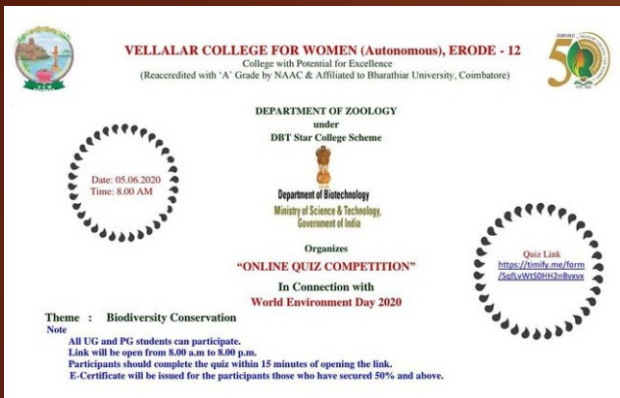 VELLALAR COLLEGE FOR WOMEN (Autonomous), ERODE - 12
College with Potential for Excellence
(Reaccredited with ‘A’ Grade by NAAC & Affiliated to Bharathiar University, Coimbatore)
DEPARTMENT OF ZOOLOGY
under
DBT Star College Scheme
Date: 05.06.2020
Time: 8.00 AM
Department of Biotechnology
Ministry of Science & Technology,
Government of India
Organizes
“ONLINE QUIZ COMPETITION”
In Connection with
World Environment Day 2020
Quiz Link
https://timify.me/form
Theme : Biodiversity Conservation
Note
All UG and PG students can participate.
Link will be open from 8.00 a.m to 8.00 p.m.
Participants should complete the quiz within 15 minutes of opening the link.
E-Certificate will be issued for the participants those who have secured 50% and above.